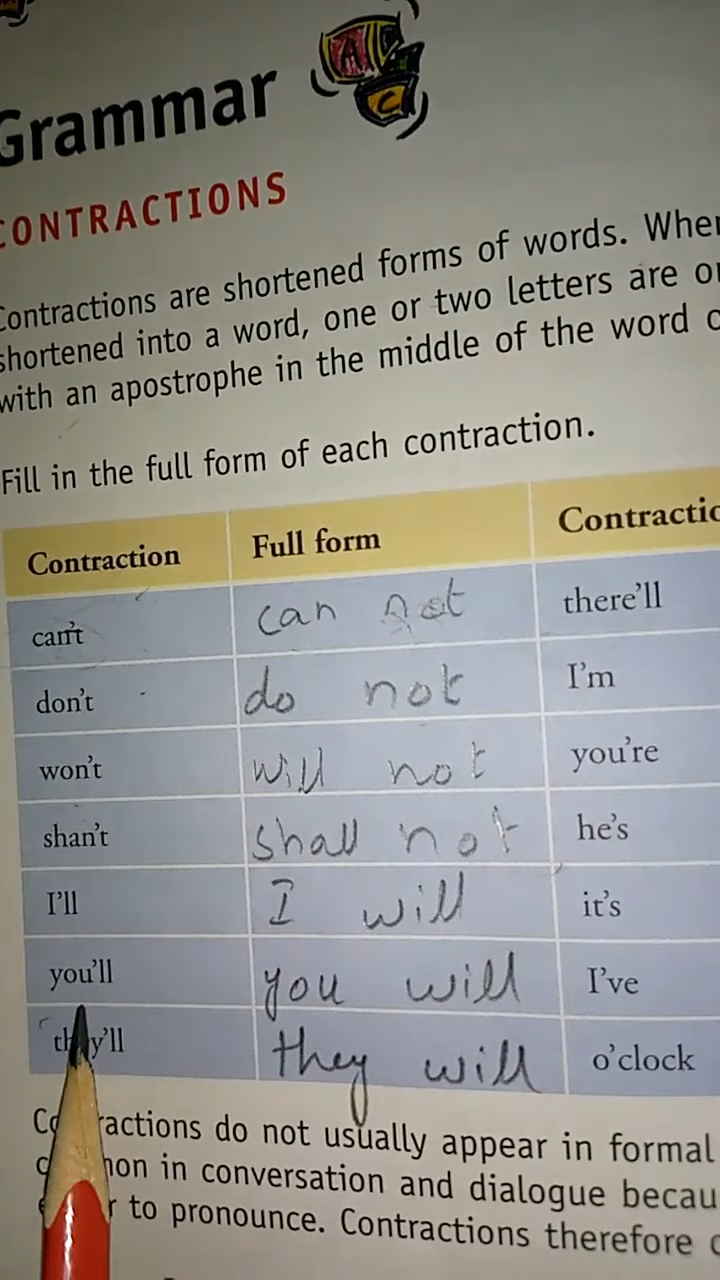 Grammar
CONTRACTIONS
Contractions are shortened forms of words. When
shortened into a word, one or two letters are
with an apostrophe in the middle of the word
Fill in the full form of each contraction.
Contraction Full form Contractio
can't can not there'll
don't do not I'm
won't will not you're
shan't shall not he's
I'll I will it's
you'll you will I've
they'll they will o'clock
Contractions do not usually appear in formal
in conversation and dialogue
to pronounce. Contractions therefore